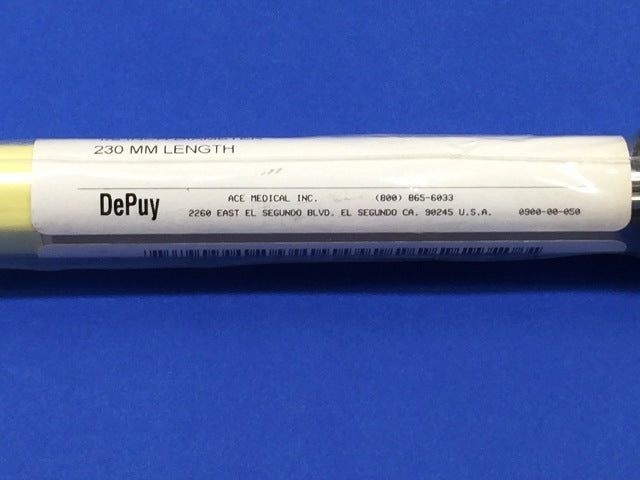 230 MM LENGTH
DePuy
ACE MEDICAL INC. (800) 865-6033
2260 EAST EL SEGUNDO BLVD. EL SEGUNDO CA. 90245 U.S.A. 0900-00-050